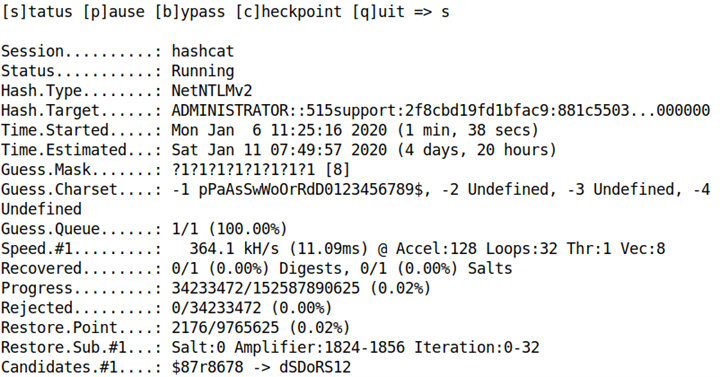 [s]tatus [p]ause [b]ypass [c]heckpoint [q]uit => s
Session..........: hashcat
Status...........: Running
Hash.Type........: NetNTLMv2
Hash.Target......: ADMINISTRATOR::515support:2f8cbd19fd1bfac9:881c5503...000000
Time.Started.....: Mon Jan  6 11:25:16 2020 (1 min, 38 secs)
Time.Estimated...: Sat Jan 11 07:49:57 2020 (4 days, 20 hours)
Guess.Mask.......: ?1?1?1?1?1?1?1?1 [8]
Guess.Charset....: -1 pPaAsSwWoOrRdD0123456789$, -2 Undefined, -3 Undefined, -4
Undefined
Guess.Queue......: 1/1 (100.00%)
Speed.#1.........:   364.1 kH/s (11.09ms) @ Accel:128 Loops:32 Thr:1 Vec:8
Recovered........: 0/1 (0.00%) Digests, 0/1 (0.00%) Salts
Progress.........: 34233472/152587890625 (0.02%)
Rejected.........: 0/34233472 (0.00%)
Restore.Point....: 2176/9765625 (0.02%)
Restore.Sub.#1...: Salt:0 Amplifier:1824-1856 Iteration:0-32
Candidates.#1....: $87r8678 -> dSDoRS12